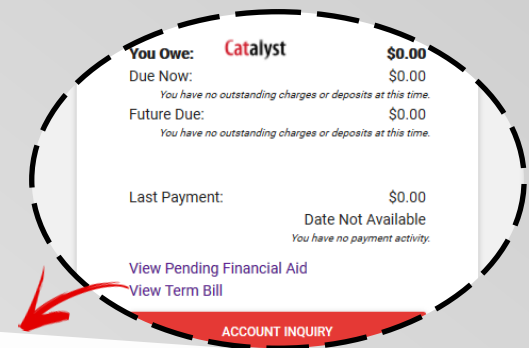 You Owe: Catalyst $0.00
Due Now: $0.00
You have no outstanding charges or deposits at this time.
Future Due: $0.00
You have no outstanding charges or deposits at this time.
Last Payment: $0.00
Date Not Available
You have no payment activity.
View Pending Financial Aid
View Term Bill
ACCOUNT INQUIRY